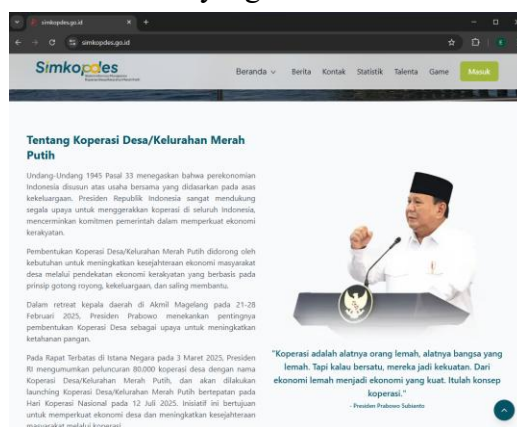 simkopdes.go.id
simkopdes.go.id
Simkopdes
Beranda
Berita
Kontak
Statistik
Talenta
Game
Masuk
Tentang Koperasi Desa/Kelurahan Merah
Putih
Undang-Undang 1945 Pasal 33 menegaskan bahwa perekonomian
Indonesia disusun atas usaha bersama yang didasarkan pada asas
kekeluargaan. Presiden Republik Indonesia sangat mendukung
segala upaya untuk menggerakkan koperasi di seluruh Indonesia,
mencerminkan komitmen pemerintah dalam memperkuat ekonomi
kerakyatan.
Pembentukan Koperasi Desa/Kelurahan Merah Putih didorong oleh
kebutuhan untuk meningkatkan kesejahteraan ekonomi masyarakat
desa melalui pendekatan ekonomi kerakyatan yang berbasis pada
prinsip gotong royong, kekeluargaan, dan saling membantu.
Dalam retreat kepala daerah di Akmil Magelang pada 21-28
Februari 2025, Presiden Prabowo menekankan pentingnya
pembentukan Koperasi Desa sebagai upaya untuk meningkatkan
ketahanan pangan.
Pada Rapat Terbatas di Istana Negara pada 3 Maret 2025, Presiden
RI mengumumkan peluncuran 80.000 koperasi desa dengan nama
Koperasi Desa/Kelurahan Merah Putih, dan akan dilakukan
launching Koperasi Desa/Kelurahan Merah Putih bertepatan pada
Hari Koperasi Nasional pada 12 Juli 2025. Inisiatif ini bertujuan
untuk memperkuat ekonomi desa dan meningkatkan kesejahteraan
masyarakat melalui koperasi.
"Koperasi adalah alatnya orang lemah, alatnya bangsa yang
lemah. Tapi kalau bersatu, mereka jadi kekuatan. Dari
ekonomi lemah menjadi ekonomi yang kuat. Itulah konsep
koperasi."
- Presiden Prabowo Subianto